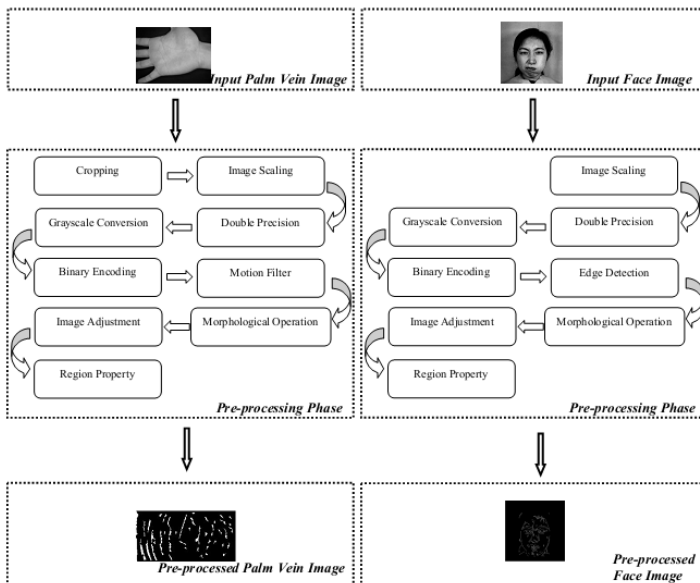 Input Palm Vein Image
Input Face Image
Cropping
Image Scaling
Grayscale Conversion
Double Precision
Binary Encoding
Motion Filter
Image Adjustment
Morphological Operation
Region Property
Pre-processing Phase
Image Scaling
Grayscale Conversion
Double Precision
Binary Encoding
Edge Detection
Image Adjustment
Morphological Operation
Region Property
Pre-processing Phase
Pre-processed Palm Vein Image
Pre-processed
Face Image